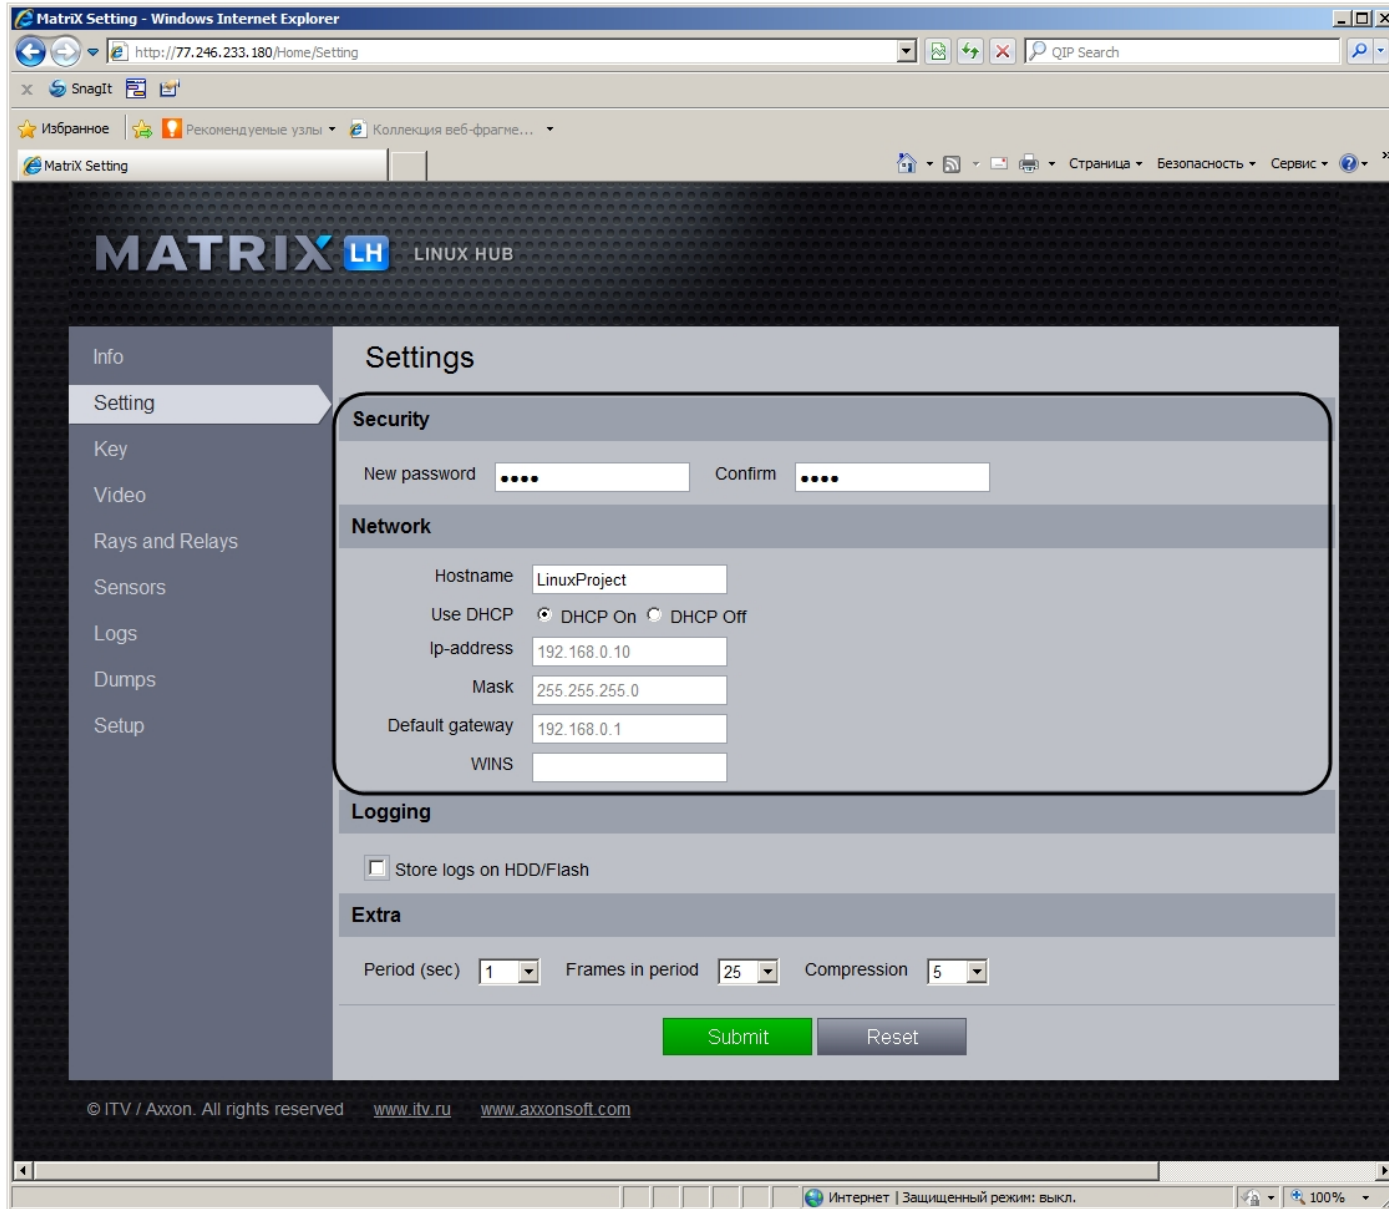 MatriX Setting - Windows Internet Explorer
http://77.246.233.180/Home/Setting
QIP Search
x SnagIt
Избранное Рекомендуемые узлы Коллекция веб-фрагме...
MatriX Setting
Страница Безопасность Сервис
MATRIX LH LINUX HUB
Info
Setting
Key
Video
Rays and Relays
Sensors
Logs
Dumps
Setup
Settings
Security
New password •••• Confirm ••••
Network
Hostname LinuxProject
Use DHCP DHCP On DHCP Off
Ip-address 192.168.0.10
Mask 255.255.255.0
Default gateway 192.168.0.1
WINS
Logging
Store logs on HDD/Flash
Extra
Period (sec) 1 Frames in period 25 Compression 5
Submit Reset
© ITV / Axxon. All rights reserved www.itv.ru www.axxonsoft.com
Интернет | Защищенный режим: выкл. 100%